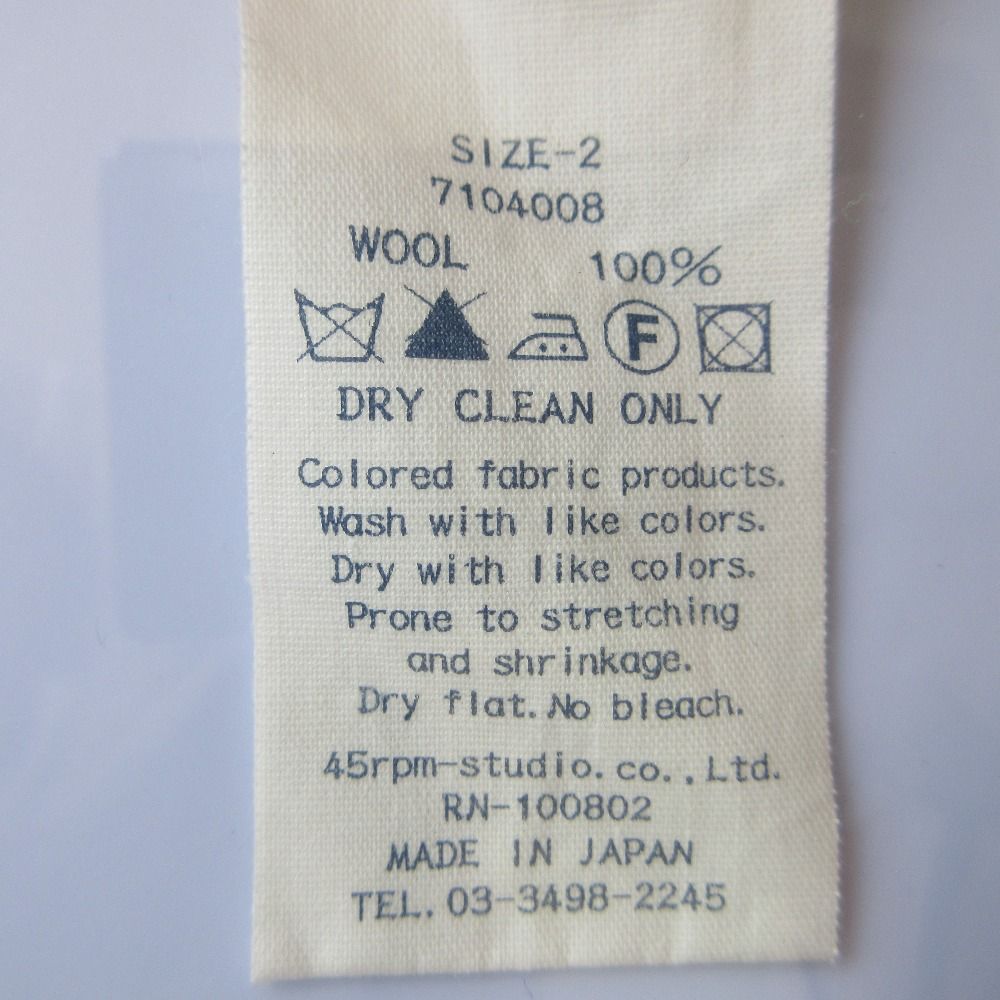 SIZE-2
7104008
WOOL 100%
F
DRY CLEAN ONLY
Colored fabric products.
Wash with like colors.
Dry with like colors.
Prone to stretching
and shrinkage.
Dry flat. No bleach.
45rpm-studio. co., Ltd.
RN-100802
MADE IN JAPAN
TEL. 03-3498-2245